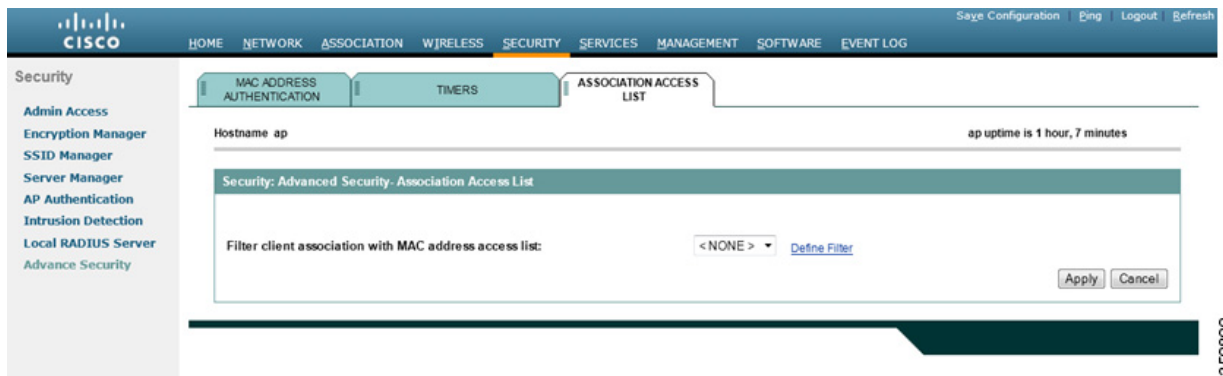 Save Configuration | Ping | Logout | Refresh
CISCO
HOME NETWORK ASSOCIATION WIRELESS SECURITY SERVICES MANAGEMENT SOFTWARE EVENT LOG
Security
Admin Access
Encryption Manager
SSID Manager
Server Manager
AP Authentication
Intrusion Detection
Local RADIUS Server
Advance Security
MAC ADDRESS
AUTHENTICATION
TIMERS
ASSOCIATION ACCESS
LIST
Hostname ap
ap uptime is 1 hour, 7 minutes
Security: Advanced Security- Association Access List
Filter client association with MAC address access list: < NONE > Define Filter
Apply Cancel